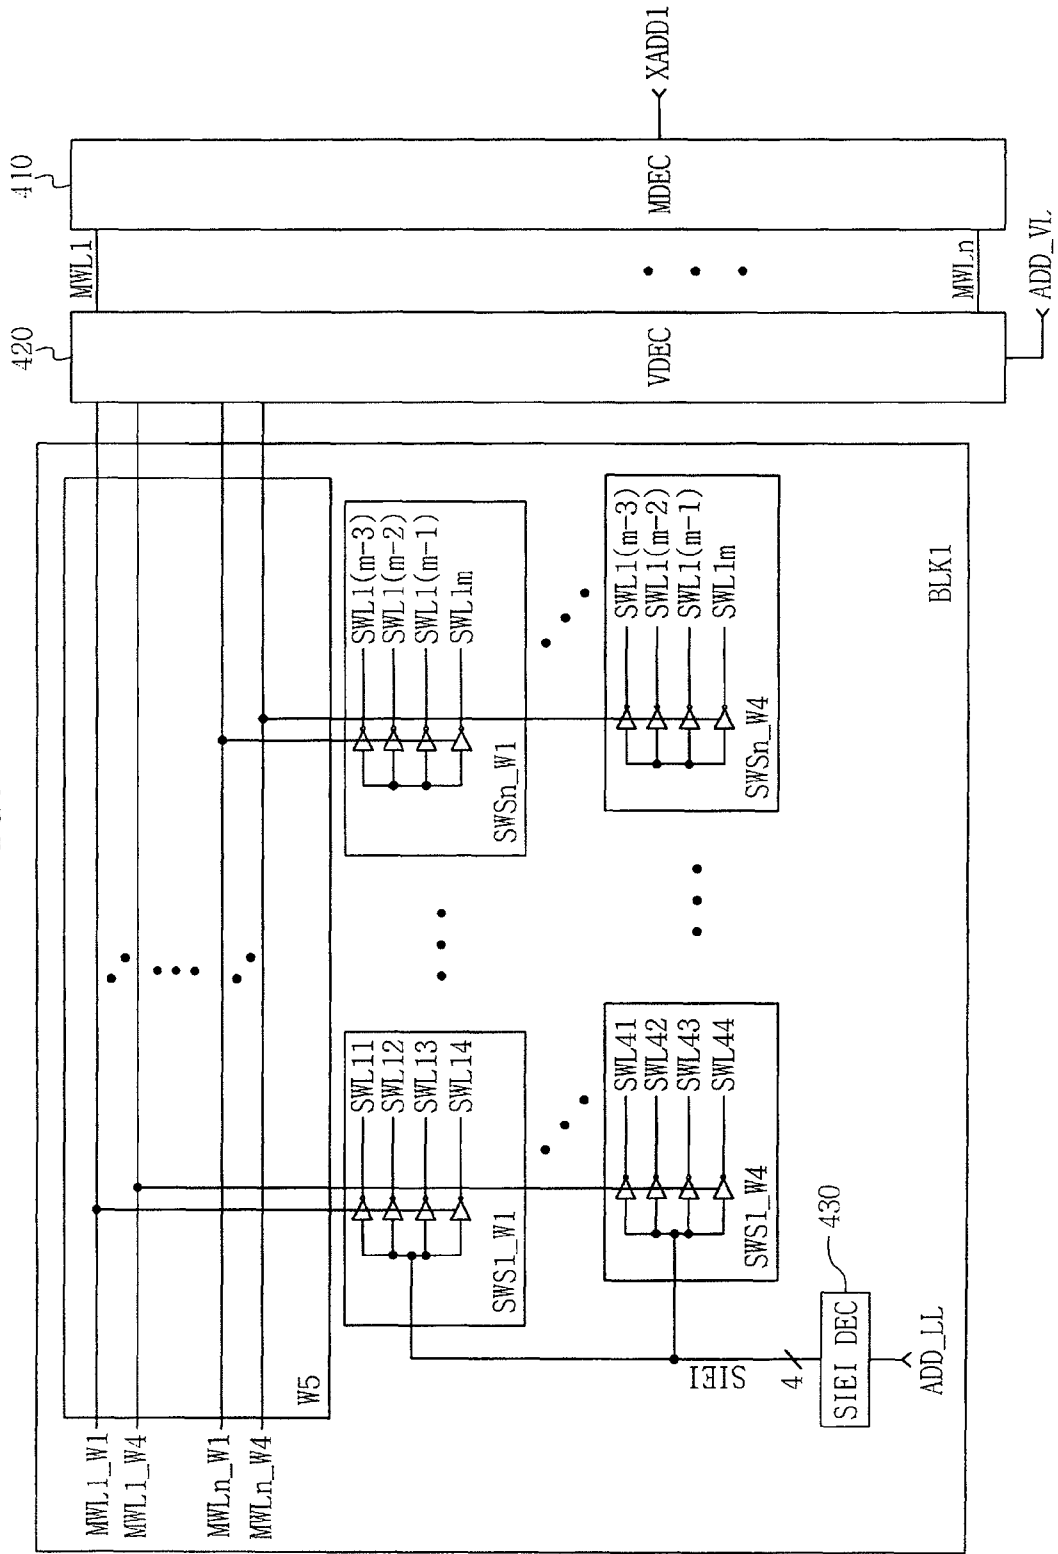 MWL1_W1
MWL1_W4
MWLn_W1
MWLn_W4
W5
420
410
MWL1
VDEC
MDEC
MWLn
XADD1
ADD_VL
SWL11
SWL12
SWL13
SWL14
SWS1_W1
SWL1(m-3)
SWL1(m-2)
SWL1(m-1)
SWL1m
SWSn_W1
SWL41
SWL42
SWL43
SWL44
SWS1_W4
SWL1(m-3)
SWL1(m-2)
SWL1(m-1)
SWL1m
SWSn_W4
SIEI
4
430
SIEI DEC
ADD_LL
BLK1